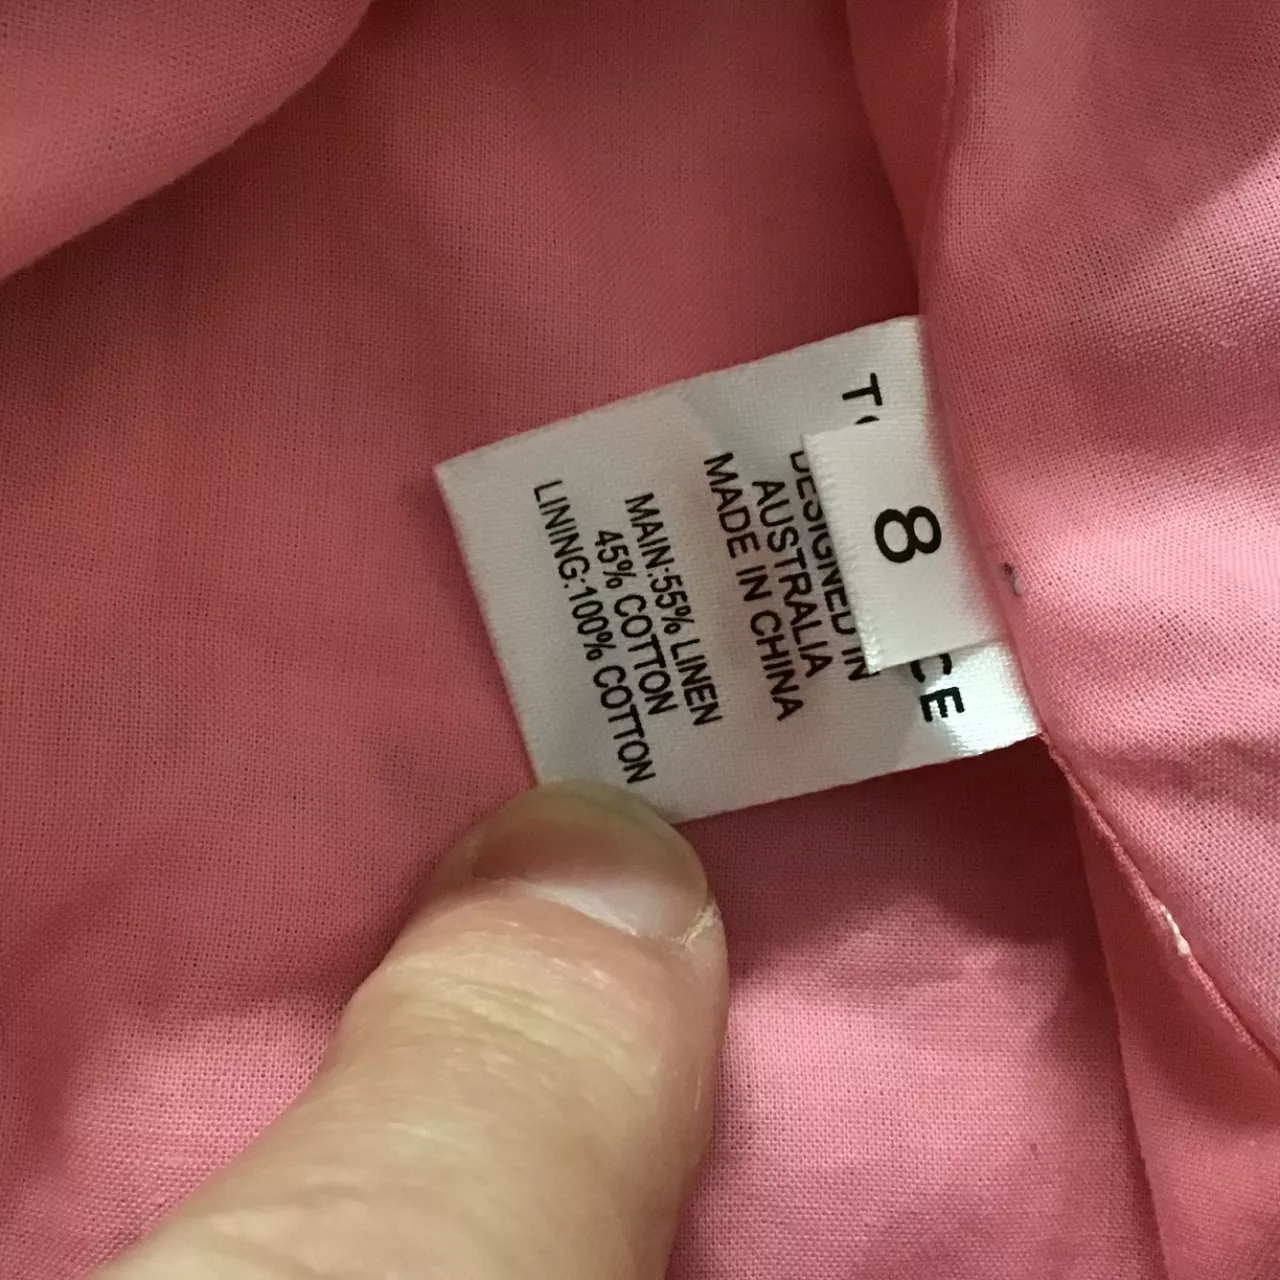 8
DESIGNED IN
AUSTRALIA
MADE IN CHINA
MAIN:55% LINEN
45% COTTON
LINING:100% COTTON